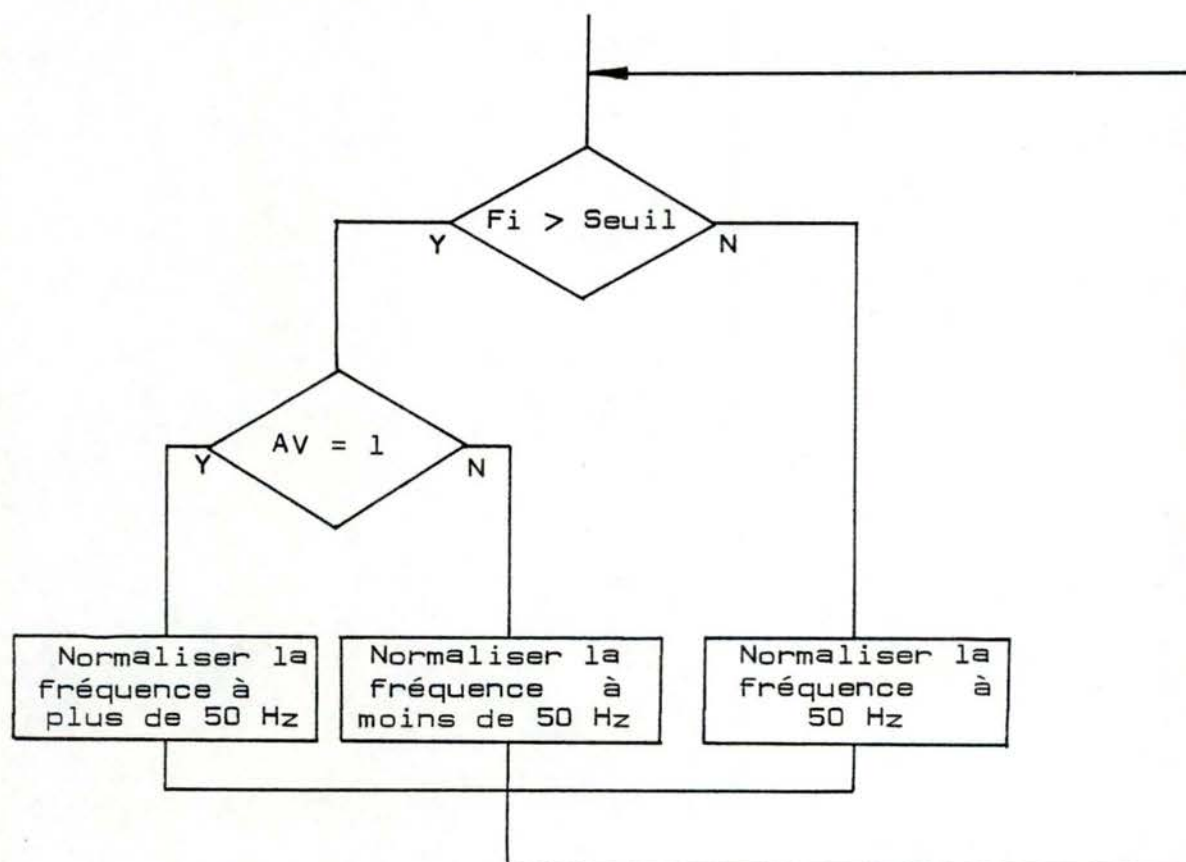 Fi > Seuil
Y
N
AV = 1
Y
N
Normaliser la
fréquence à
plus de 50 Hz
Normaliser la
fréquence à
moins de 50 Hz
Normaliser la
fréquence à
50 Hz